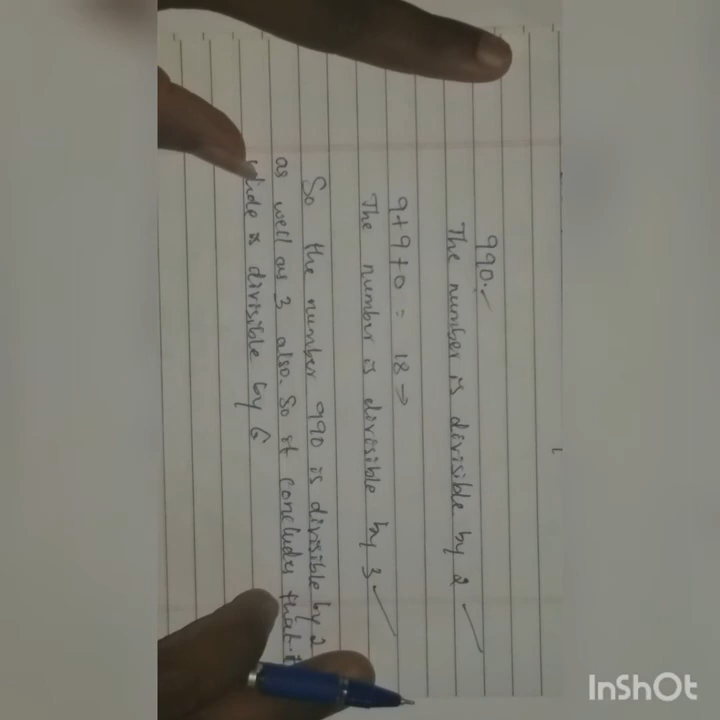 990.
The number is divisible by 2
9+9+0 = 18 →
The number is divisible by 3
So the number 990 is divisible by 2
as well as 3 also. So it concludes that
is divisible by 6
InShOt